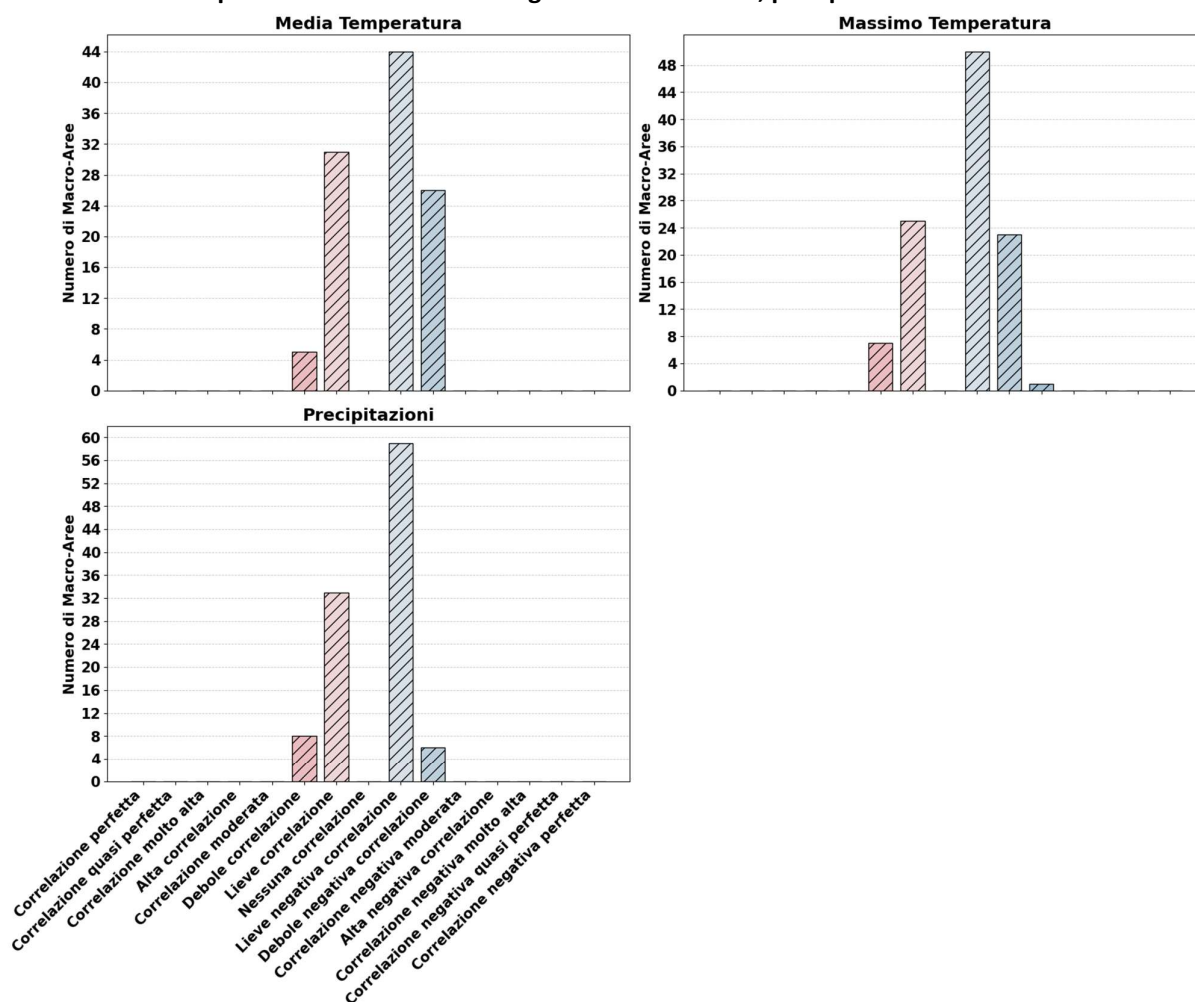 Media Temperatura
Massimo Temperatura
Numero di Macro-Aree
44
40
36
32
28
24
20
16
12
8
4
0
Numero di Macro-Aree
48
44
40
36
32
28
24
20
16
12
8
4
0
Precipitazioni
Numero di Macro-Aree
60
56
52
48
44
40
36
32
28
24
20
16
12
8
4
0
Correlazione perfetta
Correlazione quasi perfetta
Correlazione molto alta
Alta correlazione
Correlazione moderata
Debole correlazione
Lieve correlazione
Nessuna correlazione
Lieve negativa correlazione
Debole negativa correlazione
Correlazione negativa moderata
Alta negativa correlazione
Correlazione negativa molto alta
Correlazione negativa quasi perfetta
Correlazione negativa perfetta